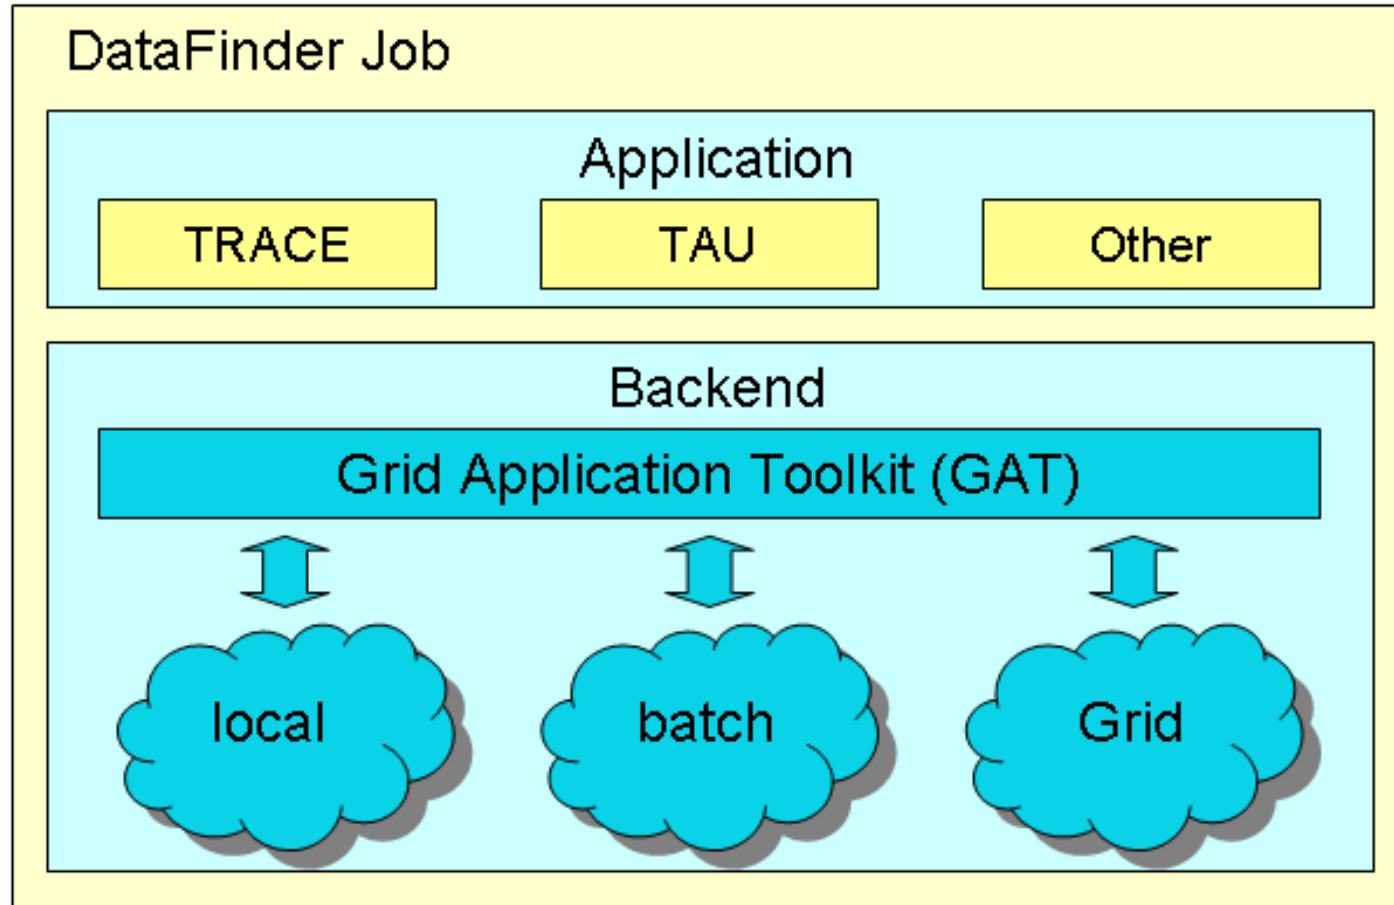 DataFinder Job
Application
TRACE
TAU
Other
Backend
Grid Application Toolkit (GAT)
local
batch
Grid